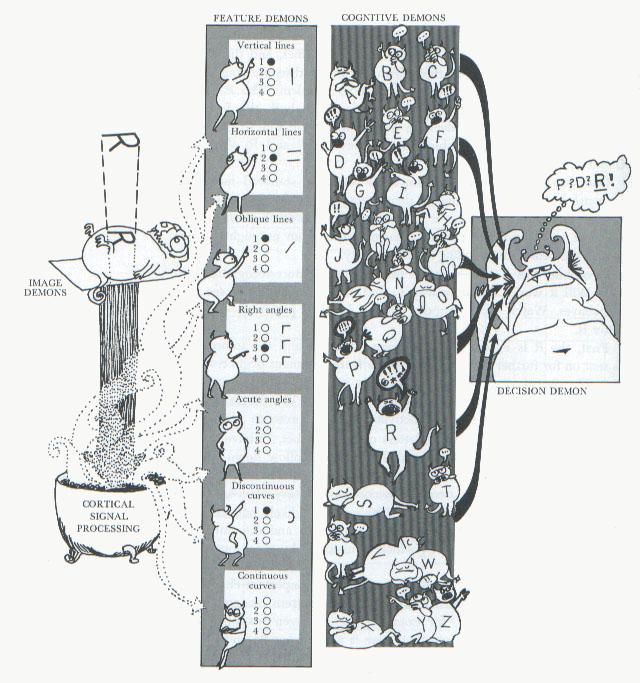 FEATURE DEMONS
COGNITIVE DEMONS
R
R
IMAGE
DEMONS
CORTICAL
SIGNAL
PROCESSING
Vertical lines
1
2
3
4
Horizontal lines
1
2
3
4
Oblique lines
1
2
3
4
Right angles
1
2
3
4
Acute angles
1
2
3
4
Discontinuous
curves
1
2
3
4
Continuous
curves
1
2
3
4
A
B
C
D
E
F
G
I
J
L
M
N
O
P
Q
R
S
T
U
V
W
X
Z
P?D?R!
DECISION DEMON